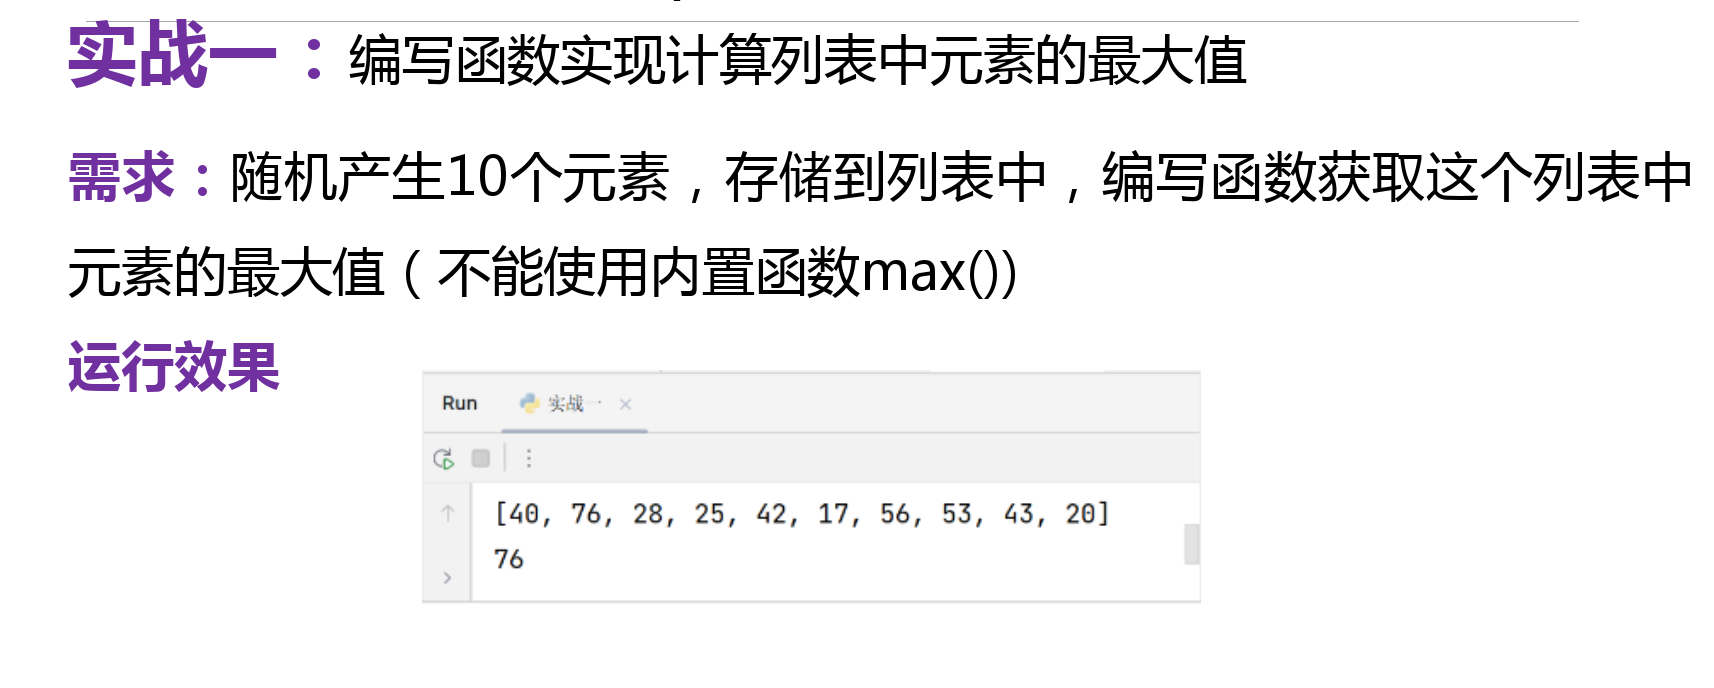 实战一：编写函数实现计算列表中元素的最大值
需求：随机产生10个元素，存储到列表中，编写函数获取这个列表中
元素的最大值（不能使用内置函数max())
运行效果
Run 实战一 ×
[40, 76, 28, 25, 42, 17, 56, 53, 43, 20]
76